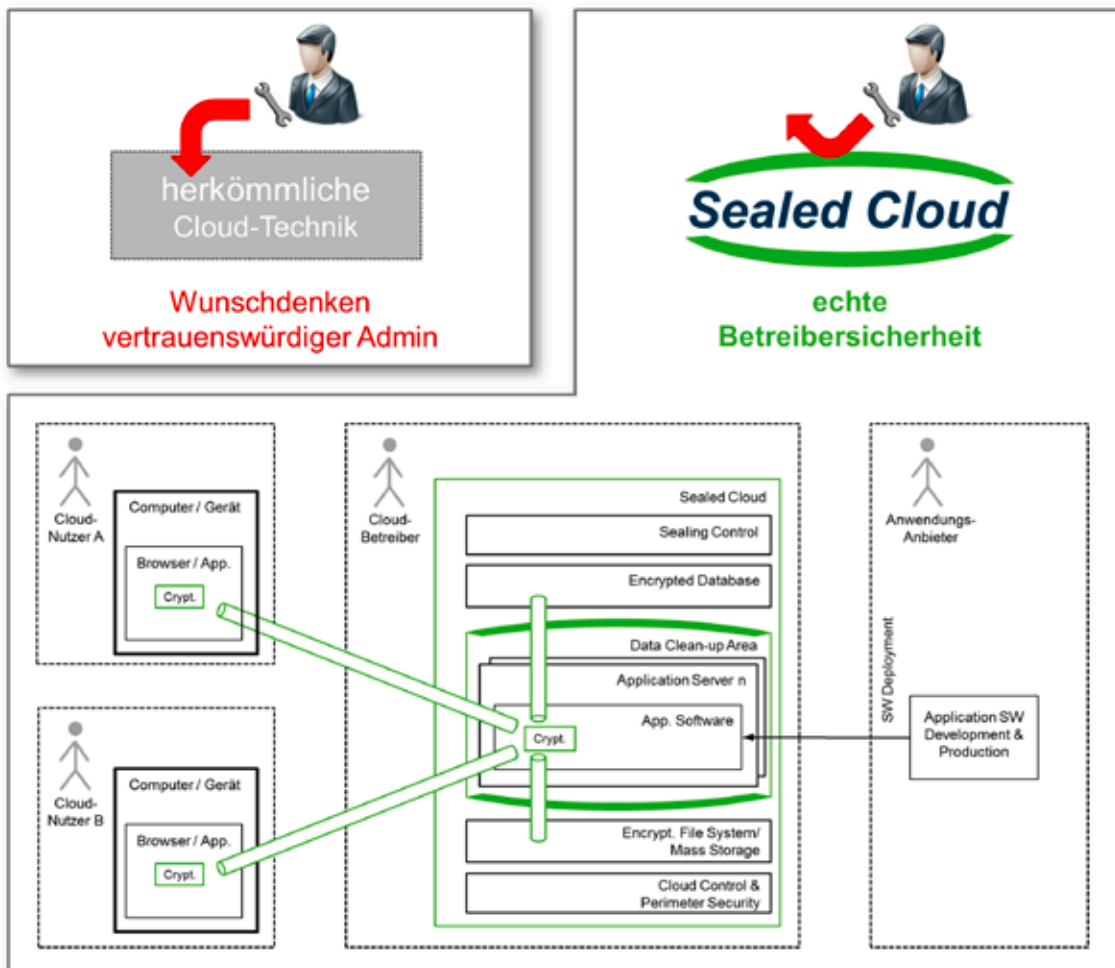 herkömmliche
Cloud-Technik
Wunschdenken
vertrauenswürdiger Admin
Sealed Cloud
echte
Betreibersicherheit
Cloud-
Nutzer A
Computer / Gerät
Browser / App.
Crypt.
Cloud-
Nutzer B
Computer / Gerät
Browser / App.
Crypt.
Cloud-
Betreiber
Sealed Cloud
Sealing Control
Encrypted Database
Data Clean-up Area
Application Server n
App. Software
Crypt.
Encrypt. File System/
Mass Storage
Cloud Control &
Perimeter Security
Anwendungs-
Anbieter
SW Deployment
Application SW
Development &
Production